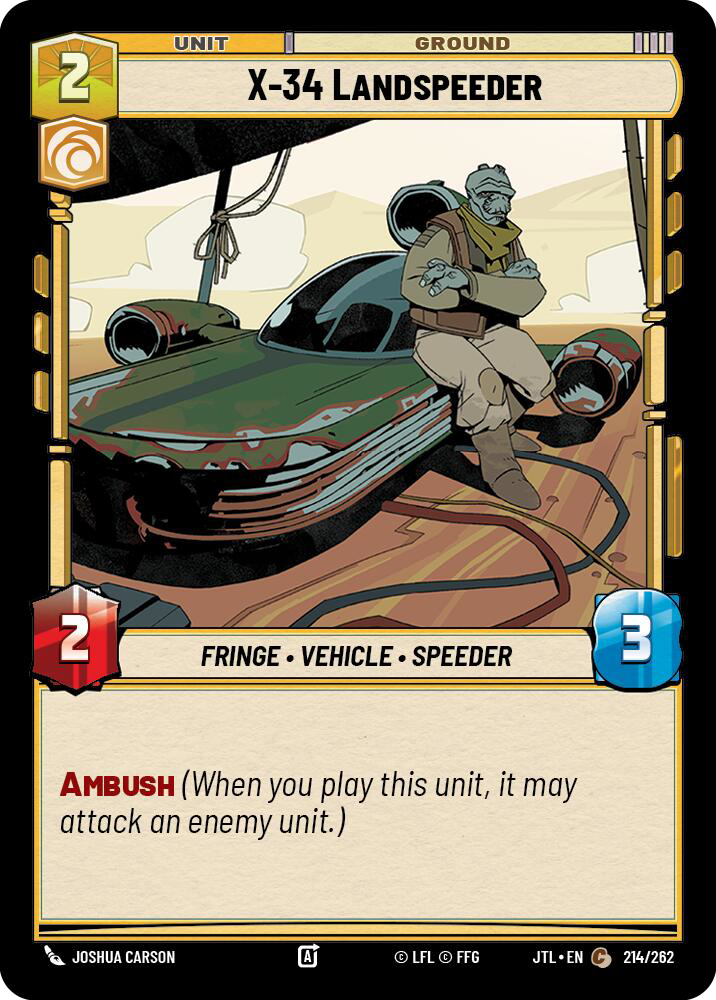 UNIT
GROUND
2
X-34 LANDSPEEDER
2
FRINGE • VEHICLE • SPEEDER
3
AMBUSH (When you play this unit, it may
attack an enemy unit.)
JOSHUA CARSON
A
© LFL © FFG
JTL • EN
C
214/262